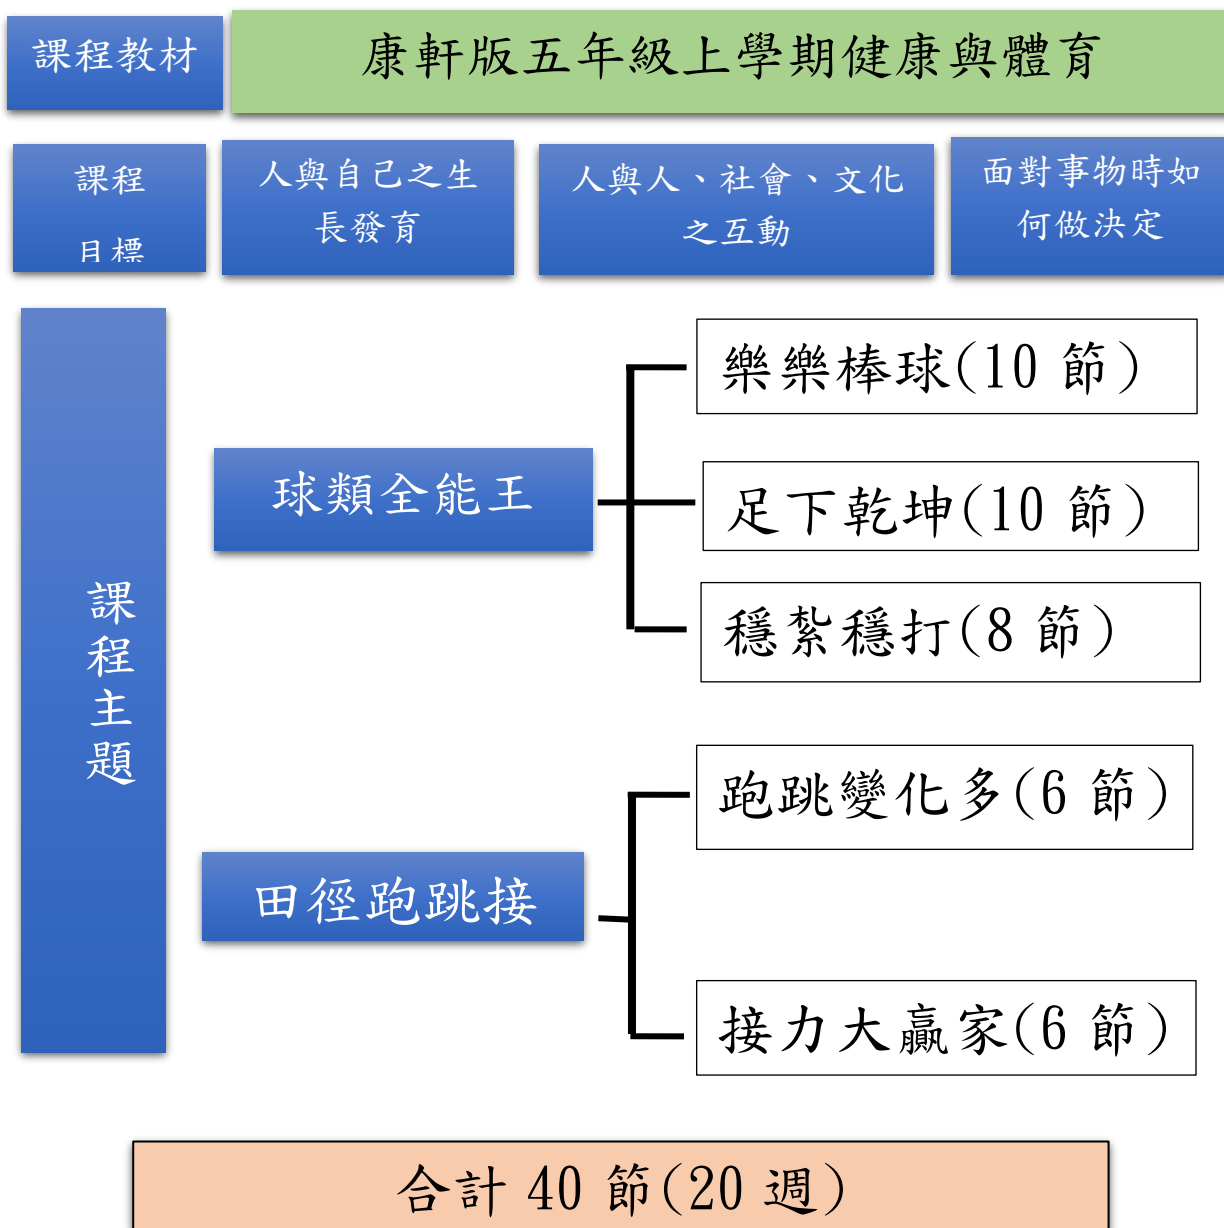 課程教材
康軒版五年級上學期健康與體育
課程
目標
人與自己之生
長發育
人與人、社會、文化
之互動
面對事物時如
何做決定
課程主題
球類全能王
樂樂棒球(10 節)
足下乾坤(10 節)
穩紮穩打(8 節)
田徑跑跳接
跑跳變化多(6 節)
接力大贏家(6 節)
合計 40 節(20 週)